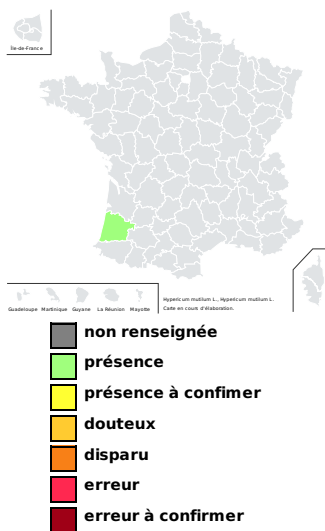 Île-de-France
Guadeloupe Martinique Guyane La Réunion Mayotte
Hypericum mutilum L., Hypericum mutilum L.
Carte en cours d'élaboration.
non renseignée
présence
présence à confimer
douteux
disparu
erreur
erreur à confirmer